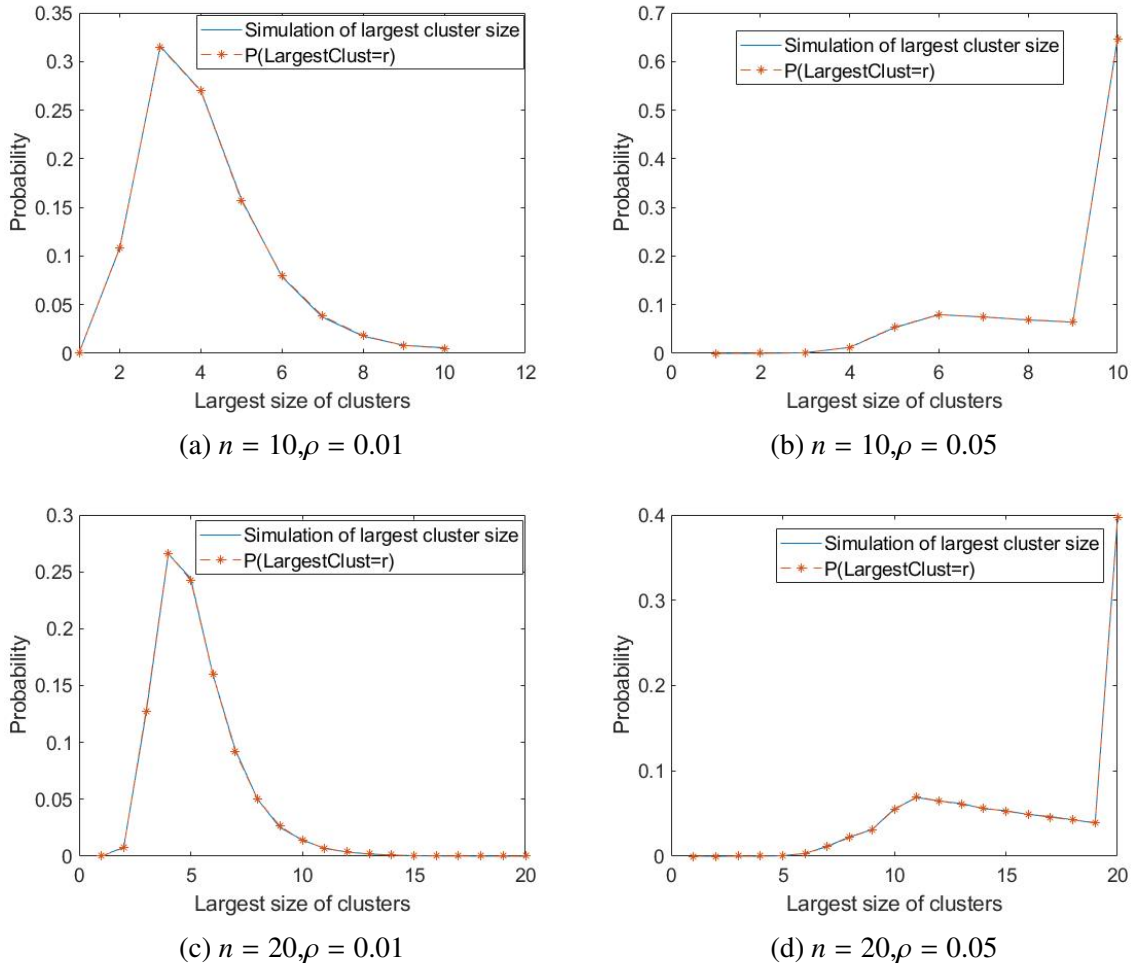 0.35
0.3
0.25
0.2
0.15
0.1
0.05
0
Probability
Simulation of largest cluster size
P(LargestClust=r)
2 4 6 8 10 12
Largest size of clusters
(a) n = 10,ρ = 0.01
0.7
0.6
0.5
0.4
0.3
0.2
0.1
0
Probability
Simulation of largest cluster size
P(LargestClust=r)
0 2 4 6 8 10
Largest size of clusters
(b) n = 10,ρ = 0.05
0.3
0.25
0.2
0.15
0.1
0.05
0
Probability
Simulation of largest cluster size
P(LargestClust=r)
0 5 10 15 20
Largest size of clusters
(c) n = 20,ρ = 0.01
0.4
0.3
0.2
0.1
0
Probability
Simulation of largest cluster size
P(LargestClust=r)
0 5 10 15 20
Largest size of clusters
(d) n = 20,ρ = 0.05